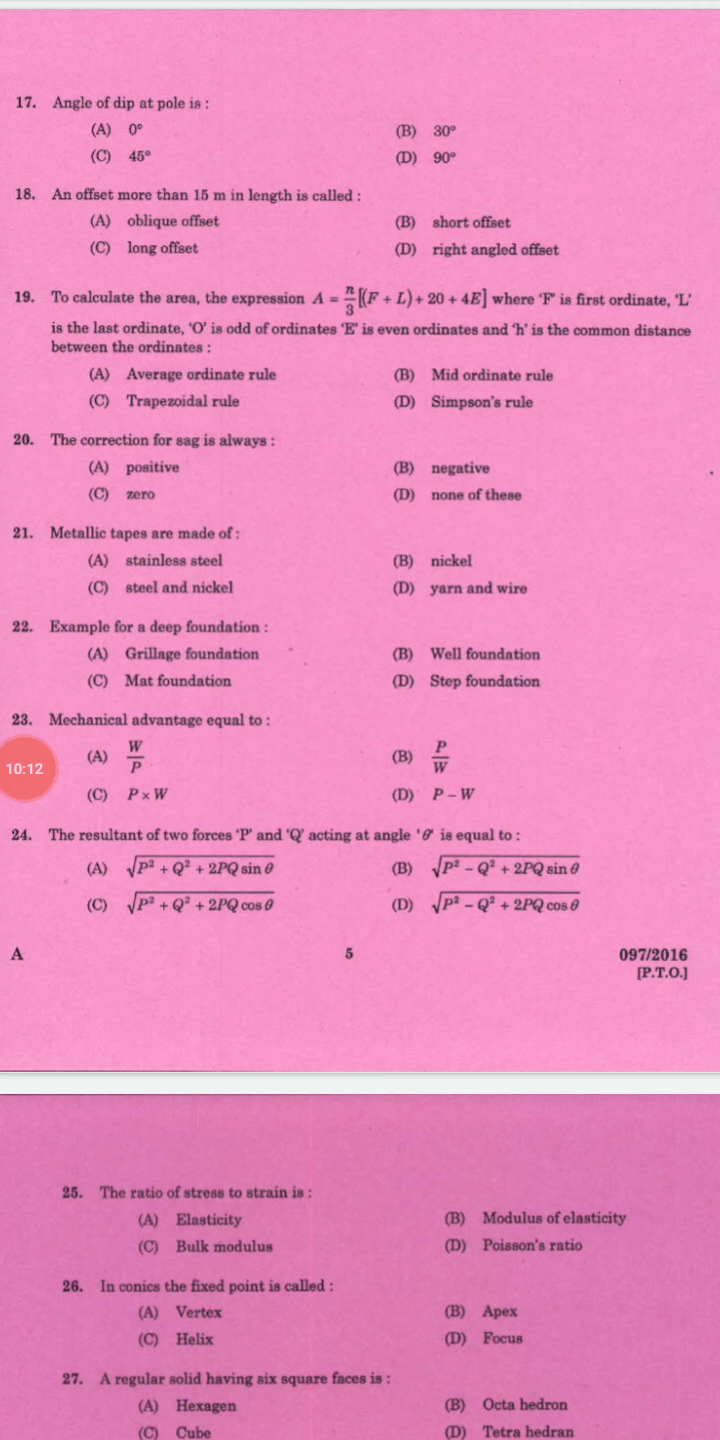 17. Angle of dip at pole is :
(A) 0° (B) 30°
(C) 45° (D) 90°
18. An offset more than 15 m in length is called :
(A) oblique offset (B) short offset
(C) long offset (D) right angled offset
19. To calculate the area, the expression A = n/3 [(F + L) + 20 + 4E] where 'F' is first ordinate, 'L'
is the last ordinate, 'O' is odd of ordinates 'E' is even ordinates and 'h' is the common distance
between the ordinates :
(A) Average ordinate rule (B) Mid ordinate rule
(C) Trapezoidal rule (D) Simpson's rule
20. The correction for sag is always :
(A) positive (B) negative
(C) zero (D) none of these
21. Metallic tapes are made of :
(A) stainless steel (B) nickel
(C) steel and nickel (D) yarn and wire
22. Example for a deep foundation :
(A) Grillage foundation (B) Well foundation
(C) Mat foundation (D) Step foundation
23. Mechanical advantage equal to :
10:12
(A) W/P (B) P/W
(C) P × W (D) P – W
24. The resultant of two forces 'P' and 'Q' acting at angle 'θ' is equal to :
(A) √(P² + Q² + 2PQ sin θ) (B) √(P² – Q² + 2PQ sin θ)
(C) √(P² + Q² + 2PQ cos θ) (D) √(P² – Q² + 2PQ cos θ)
A 5 097/2016
[P.T.O.]
25. The ratio of stress to strain is :
(A) Elasticity (B) Modulus of elasticity
(C) Bulk modulus (D) Poisson's ratio
26. In conics the fixed point is called :
(A) Vertex (B) Apex
(C) Helix (D) Focus
27. A regular solid having six square faces is :
(A) Hexagen (B) Octa hedron
(C) Cube (D) Tetra hedran